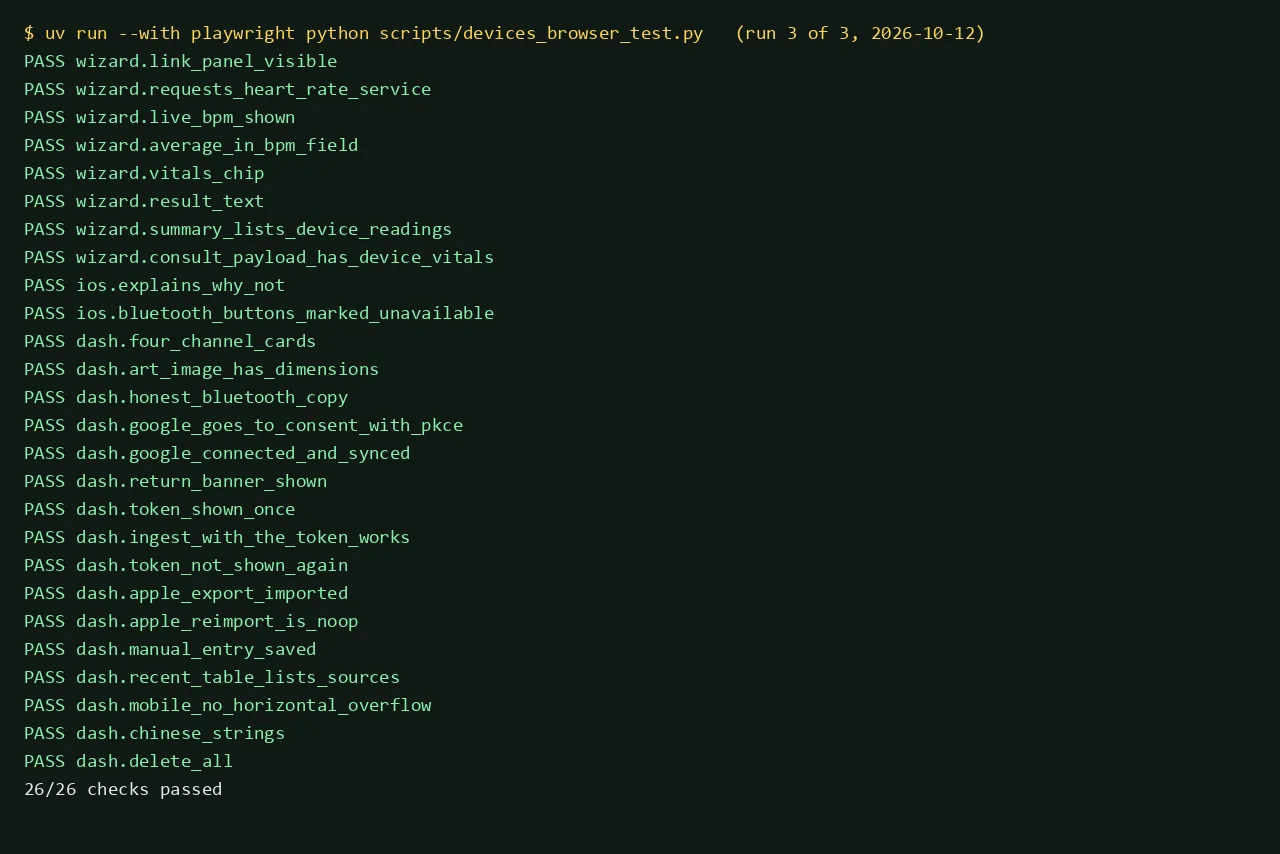 $ uv run --with playwright python scripts/devices_browser_test.py   (run 3 of 3, 2026-10-12)
PASS wizard.link_panel_visible
PASS wizard.requests_heart_rate_service
PASS wizard.live_bpm_shown
PASS wizard.average_in_bpm_field
PASS wizard.vitals_chip
PASS wizard.result_text
PASS wizard.summary_lists_device_readings
PASS wizard.consult_payload_has_device_vitals
PASS ios.explains_why_not
PASS ios.bluetooth_buttons_marked_unavailable
PASS dash.four_channel_cards
PASS dash.art_image_has_dimensions
PASS dash.honest_bluetooth_copy
PASS dash.google_goes_to_consent_with_pkce
PASS dash.google_connected_and_synced
PASS dash.return_banner_shown
PASS dash.token_shown_once
PASS dash.ingest_with_the_token_works
PASS dash.token_not_shown_again
PASS dash.apple_export_imported
PASS dash.apple_reimport_is_noop
PASS dash.manual_entry_saved
PASS dash.recent_table_lists_sources
PASS dash.mobile_no_horizontal_overflow
PASS dash.chinese_strings
PASS dash.delete_all
26/26 checks passed